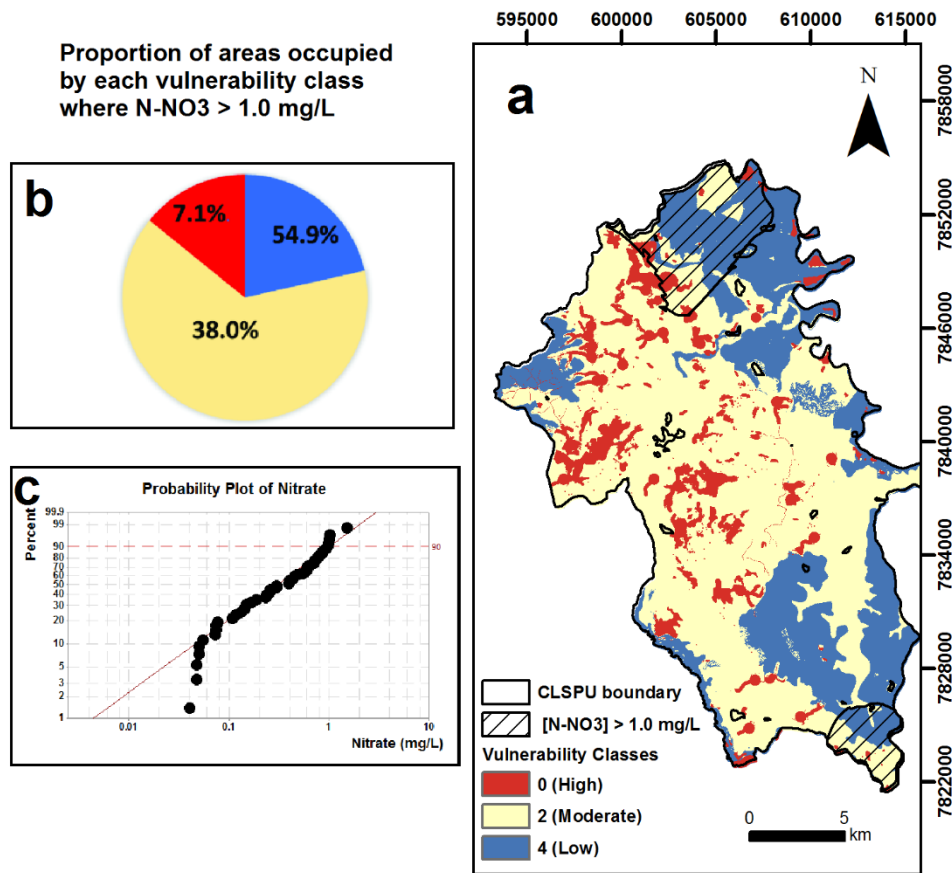 Proportion of areas occupied
by each vulnerability class
where N-NO3 > 1.0 mg/L
b
7.1%
54.9%
38.0%
c
Probability Plot of Nitrate
Percent
99.9
99
90
80
70
60
50
40
30
20
10
5
3
2
1
90
0.01
0.1
1
10
Nitrate (mg/L)
595000
600000
605000
610000
615000
a
N
7858000
7852000
7846000
7840000
7834000
7828000
7822000
CLSPU boundary
[N-NO3] > 1.0 mg/L
Vulnerability Classes
0 (High)
2 (Moderate)
4 (Low)
0
5
km